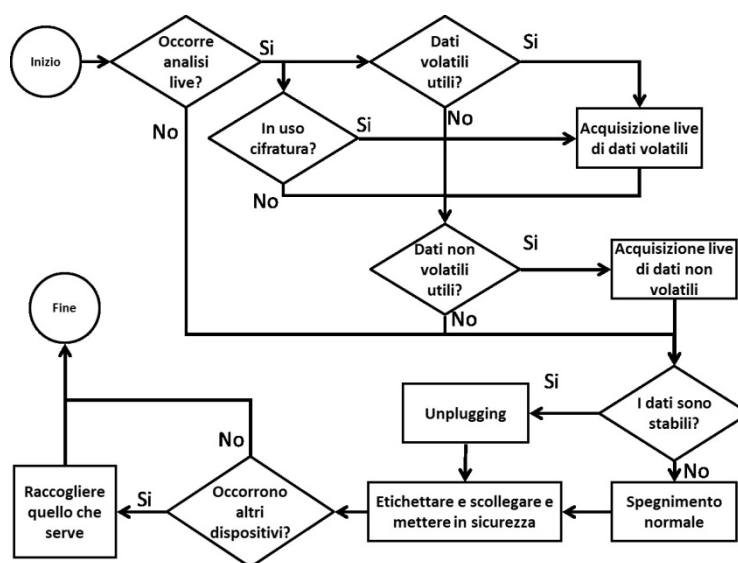 Inizio
Occorre
analisi
live?
Si
No
Dati
volatili
utili?
Si
No
In uso
cifratura?
Si
No
Acquisizione live
di dati volatili
Dati non
volatili
utili?
Si
No
Acquisizione live
di dati non
volatili
I dati sono
stabili?
Si
No
Unplugging
Spegnimento
normale
Etichettare e scollegare e
mettere in sicurezza
Occorrono
altri
dispositivi?
Si
No
Raccogliere
quello che
serve
Fine